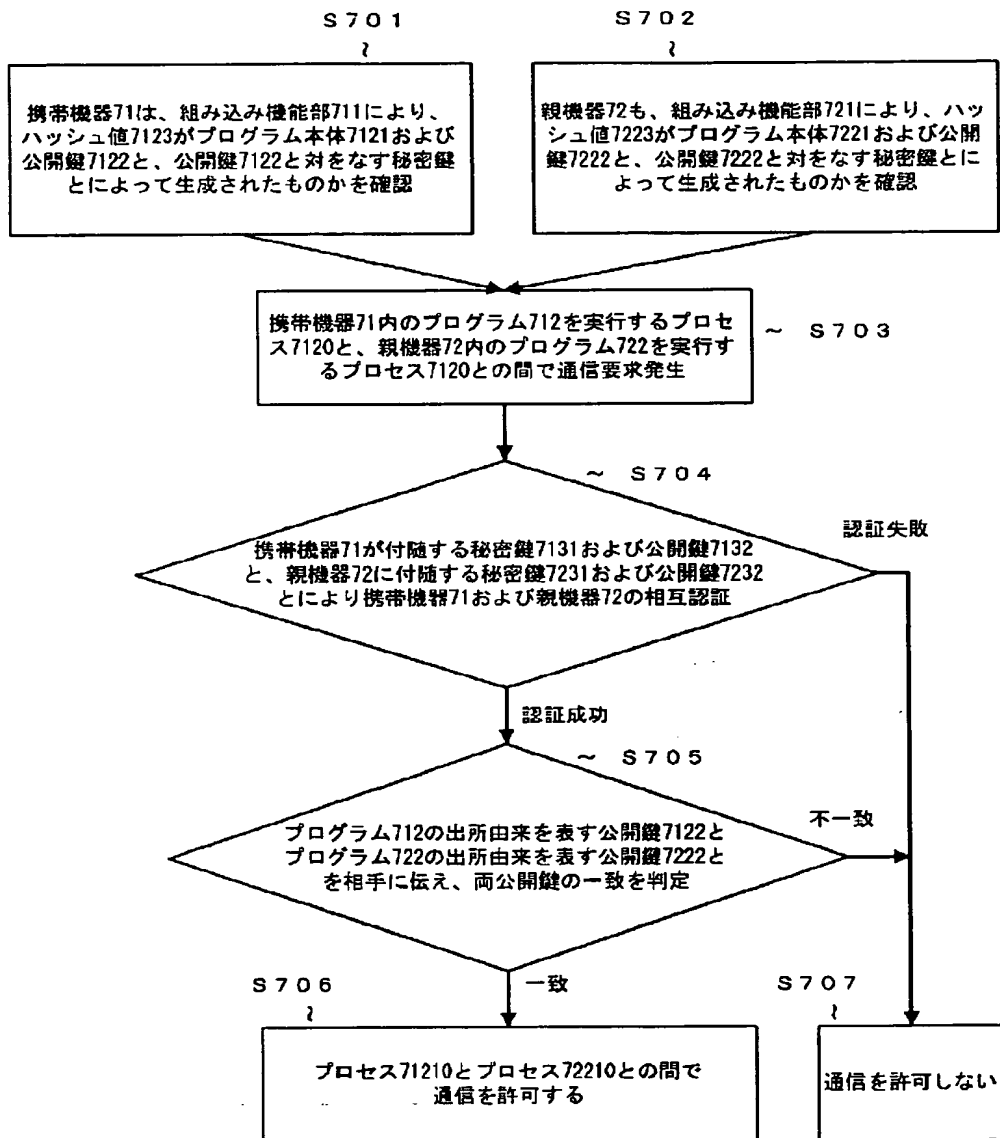 S701
S702
携帯機器71は、組み込み機能部711により、
ハッシュ値7123がプログラム本体7121および
公開鍵7122と、公開鍵7122と対をなす秘密鍵
とによって生成されたものかを確認
親機器72も、組み込み機能部721により、ハッ
シュ値7223がプログラム本体7221および公開
鍵7222と、公開鍵7222と対をなす秘密鍵とに
よって生成されたものかを確認
携帯機器71内のプログラム712を実行するプロセ
ス7120と、親機器72内のプログラム722を実行す
るプロセス7120との間で通信要求発生
~ S703
~ S704
携帯機器71が付随する秘密鍵7131および公開鍵7132
と、親機器72に付随する秘密鍵7231および公開鍵7232
とにより携帯機器71および親機器72の相互認証
認証失敗
認証成功
~ S705
プログラム712の出所由来を表す公開鍵7122と
プログラム722の出所由来を表す公開鍵7222と
を相手に伝え、両公開鍵の一致を判定
不一致
一致
S706
S707
プロセス71210とプロセス72210との間で
通信を許可する
通信を許可しない